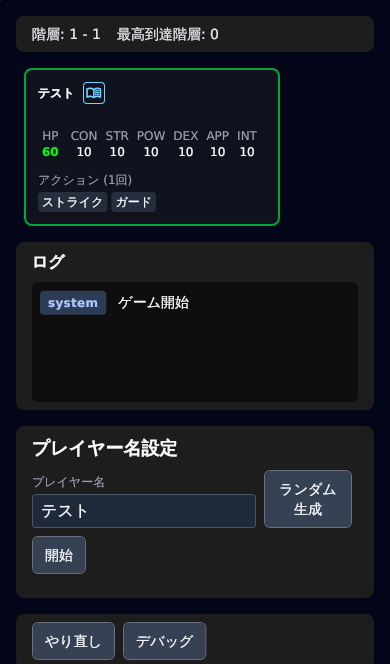 階層: 1 - 1 最高到達階層: 0
テスト
HP CON STR POW DEX APP INT
60 10 10 10 10 10 10
アクション (1回)
ストライク ガード
ログ
system ゲーム開始
プレイヤー名設定
プレイヤー名
テスト
ランダム
生成
開始
やり直し デバッグ